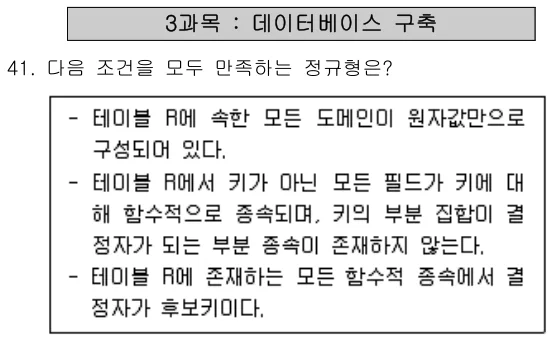 3과목 : 데이터베이스 구축
41. 다음 조건을 모두 만족하는 정규형은?
- 테이블 R에 속한 모든 도메인이 원자값만으로
구성되어 있다.
- 테이블 R에서 키가 아닌 모든 필드가 키에 대
해 함수적으로 종속되며, 키의 부분 집합이 결
정자가 되는 부분 종속이 존재하지 않는다.
- 테이블 R에 존재하는 모든 함수적 종속에서 결
정자가 후보키이다.